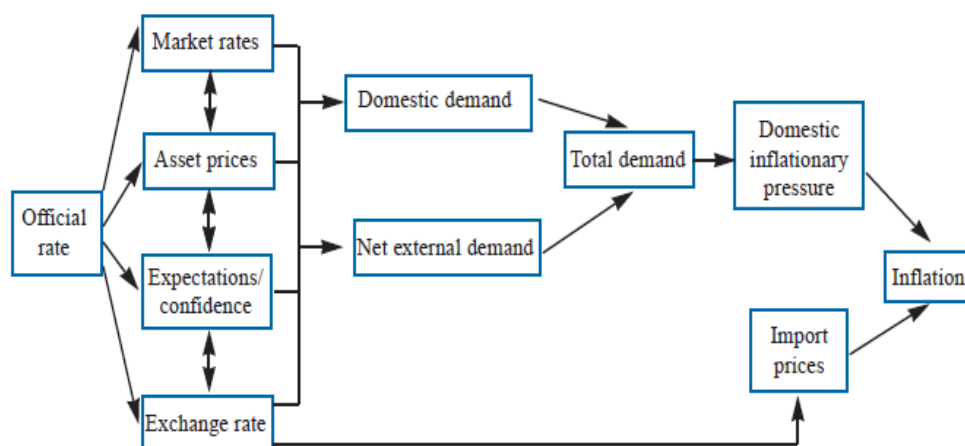 Market rates
Asset prices
Official
rate
Expectations/
confidence
Exchange rate
Domestic demand
Net external demand
Total demand
Domestic
inflationary
pressure
Import
prices
Inflation